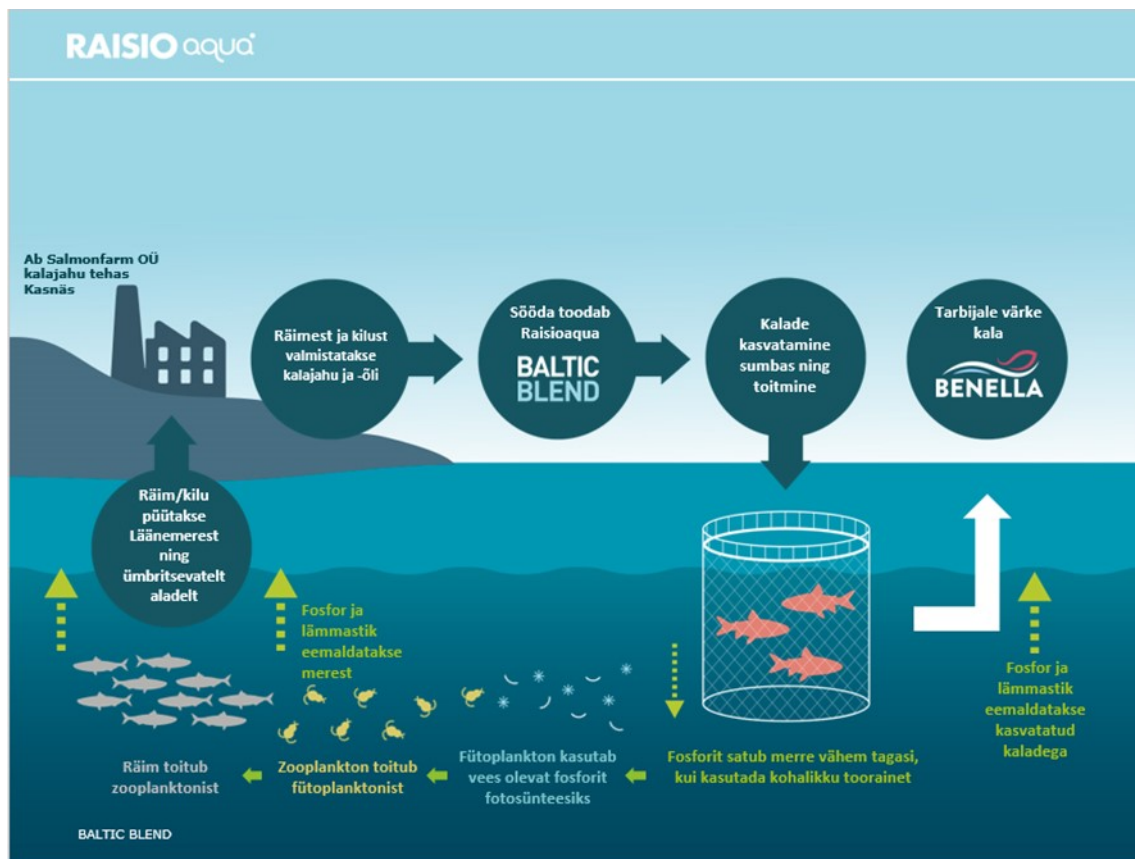 RAISIO aqua
Ab Salmonfarm OÜ
kalajahu tehas
Kasnäs
Räimest ja kilust
valmistatakse
kalajahu ja -õli
Sööda toodab
Raisioaqua
BALTIC
BLEND
Kalade
kasvatamine
sumbas ning
toitmine
Tarbijale värke
kala
BENELLA
Räim/kilu
püütakse
Läänemerest
ning
ümbritsevatelt
aladelt
Fosfor ja
lämmastik
eemaldatakse
merest
Fosfor ja
lämmastik
eemaldatakse
kasvatatud
kaladega
Räim toitub
zooplanktonist
Zooplankton toitub
fütoplanktonist
Fütoplankton kasutab
vees olevat fosforit
fotosünteesiks
Fosforit satub merre vähem tagasi,
kui kasutada kohalikku toorainet
BALTIC BLEND